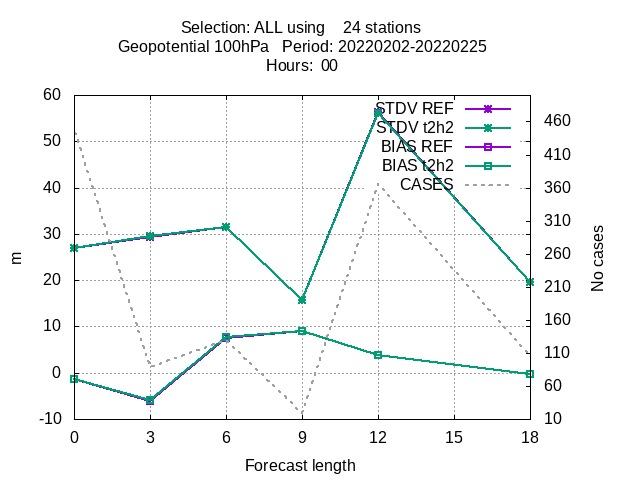 Selection: ALL using    24 stations
Geopotential 100hPa   Period: 20220202-20220225
Hours:  00
60
50
40
30
20
10
0
-10
m
STDV REF
STDV t2h2
BIAS REF
BIAS t2h2
CASES
460
410
360
310
260
210
160
110
60
10
No cases
0 3 6 9 12 15 18
Forecast length